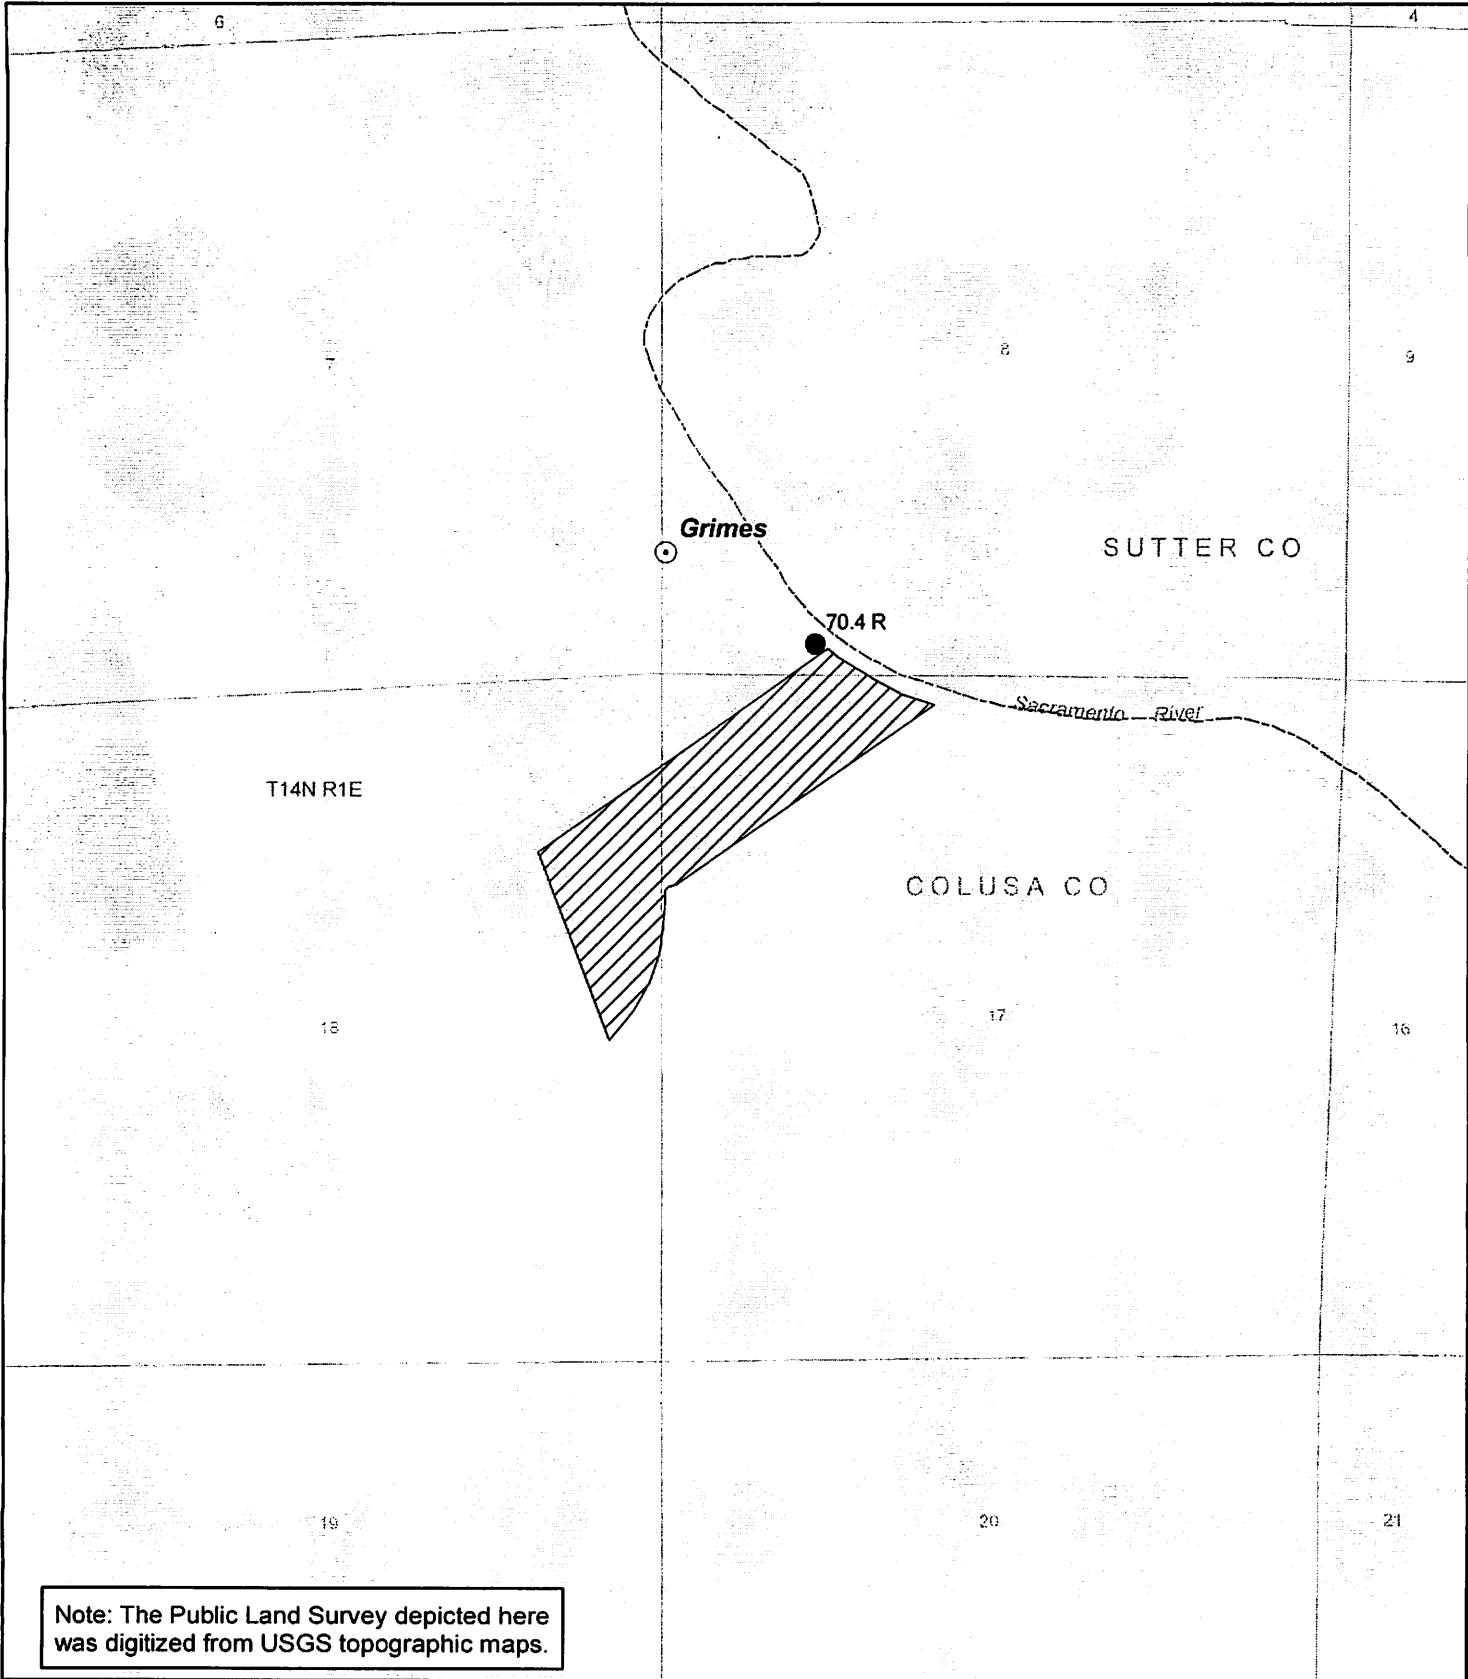 6
4
7
8
9
Grimes
SUTTER CO
70.4 R
Sacramento River
T14N R1E
COLUSA CO
18
17
16
19
20
21
Note: The Public Land Survey depicted here
was digitized from USGS topographic maps.